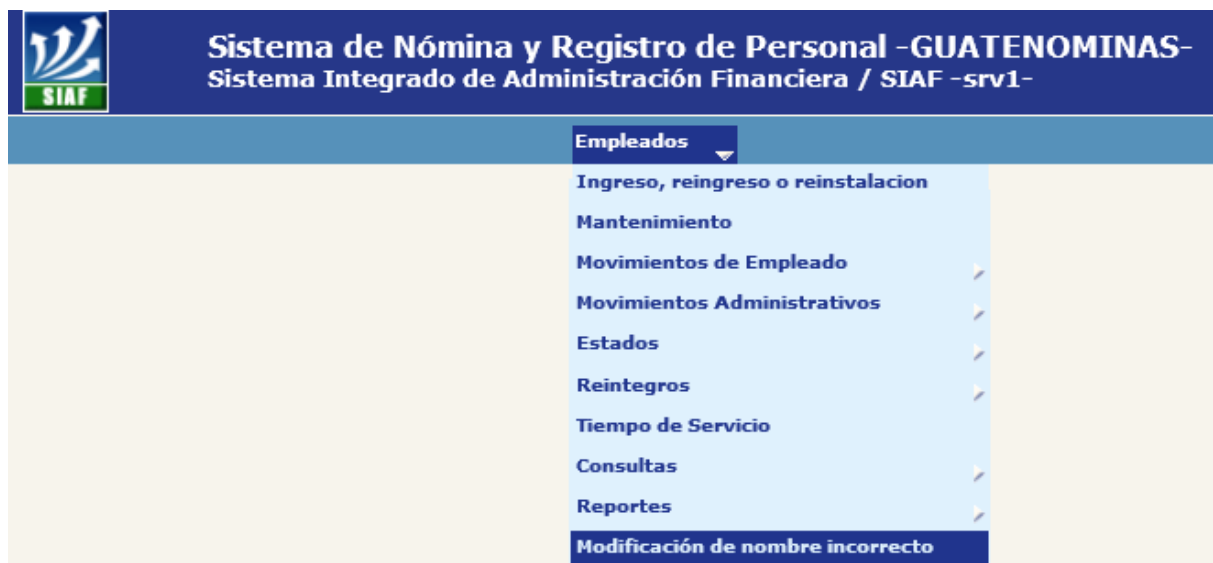 SIAF
Sistema de Nómina y Registro de Personal -GUATENOMINAS-
Sistema Integrado de Administración Financiera / SIAF -srv1-
Empleados
Ingreso, reingreso o reinstalacion
Mantenimiento
Movimientos de Empleado
Movimientos Administrativos
Estados
Reintegros
Tiempo de Servicio
Consultas
Reportes
Modificación de nombre incorrecto